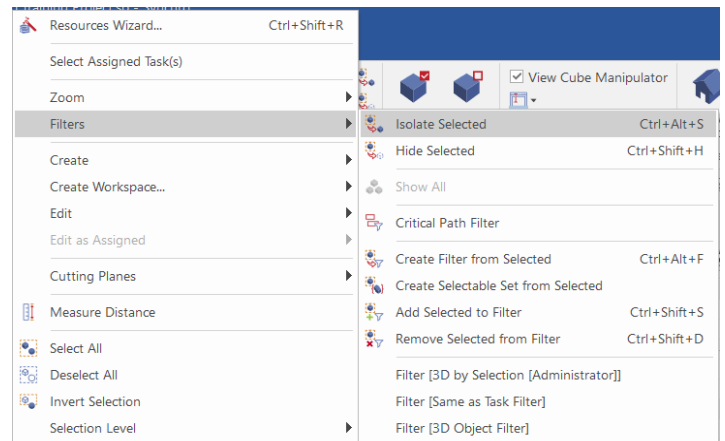 Resources Wizard... Ctrl+Shift+R
Select Assigned Task(s)
Zoom
Filters
Create
Create Workspace...
Edit
Edit as Assigned
Cutting Planes
Measure Distance
Select All
Deselect All
Invert Selection
Selection Level
View Cube Manipulator
Isolate Selected Ctrl+Alt+S
Hide Selected Ctrl+Shift+H
Show All
Critical Path Filter
Create Filter from Selected Ctrl+Alt+F
Create Selectable Set from Selected
Add Selected to Filter Ctrl+Shift+S
Remove Selected from Filter Ctrl+Shift+D
Filter [3D by Selection [Administrator]]
Filter [Same as Task Filter]
Filter [3D Object Filter]